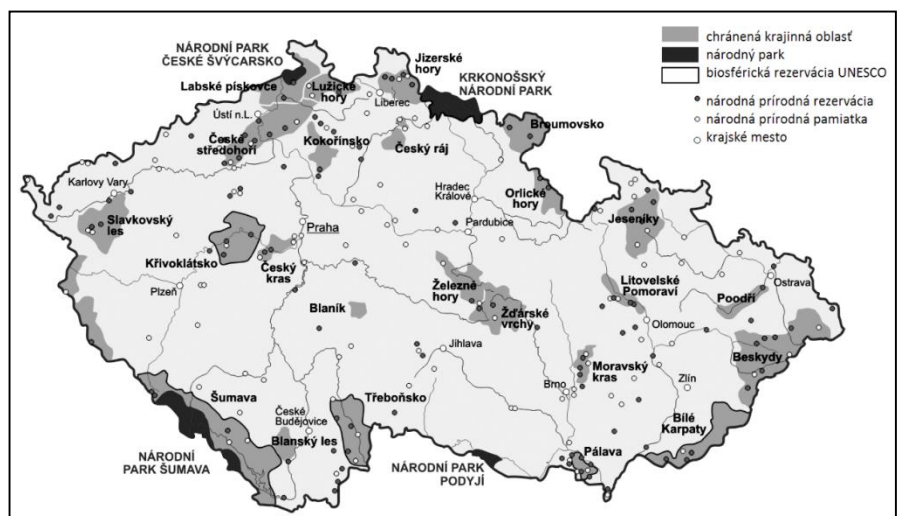 NÁRODNÍ PARK
ČESKÉ ŠVÝCARSKO
Jizerské
hory
chránená krajinná oblasť
národný park
biosférická rezervácia UNESCO
národná prírodná rezervácia
národná prírodná pamiatka
krajské mesto
Labské pískovce
Lužické
hory
Liberec
KRKONOŠSKÝ
NÁRODNÍ PARK
Ústí n.L.
České
středohoří
Kokořínsko
Český ráj
Broumovsko
Karlovy Vary
Slavkovský
les
Hradec
Králové
Orlické
hory
Jeseníky
Praha
Pardubice
Křivoklátsko
Český
kras
Plzeň
Železné
hory
Litovelské
Pomoraví
Poodří
Ostrava
Blaník
Žďárské
vrchy
Olomouc
Jihlava
Beskydy
Moravský
kras
Brno
Zlín
Šumava
Třeboňsko
České
Budějovice
Blanský les
Bílé
Karpaty
Pálava
NÁRODNÍ
PARK ŠUMAVA
NÁRODNÍ PARK
PODYJÍ